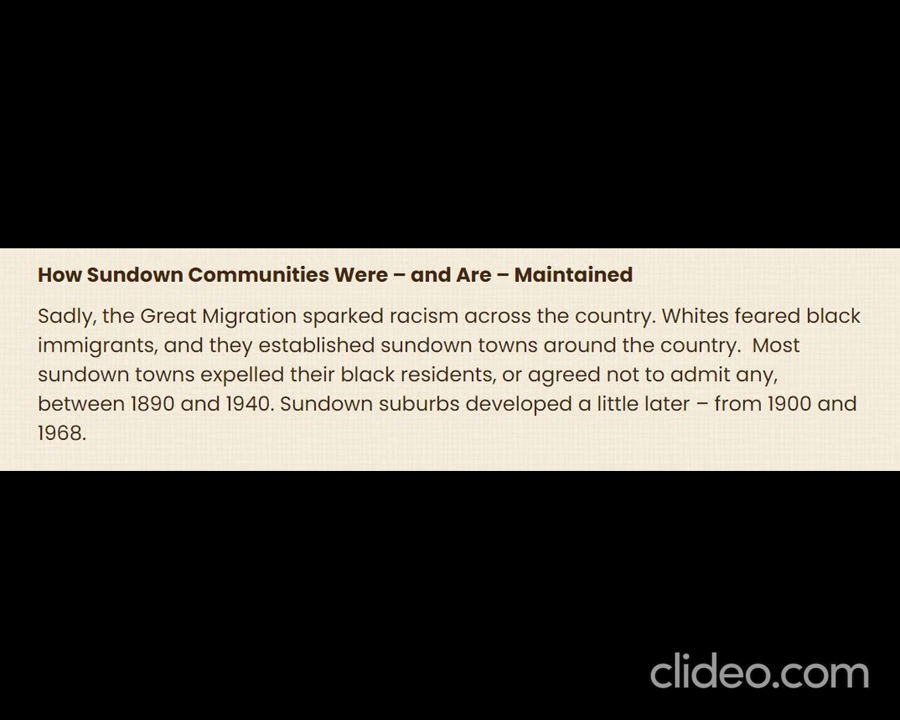 How Sundown Communities Were – and Are – Maintained
Sadly, the Great Migration sparked racism across the country. Whites feared black
immigrants, and they established sundown towns around the country.  Most
sundown towns expelled their black residents, or agreed not to admit any,
between 1890 and 1940. Sundown suburbs developed a little later – from 1900 and
1968.
clideo.com